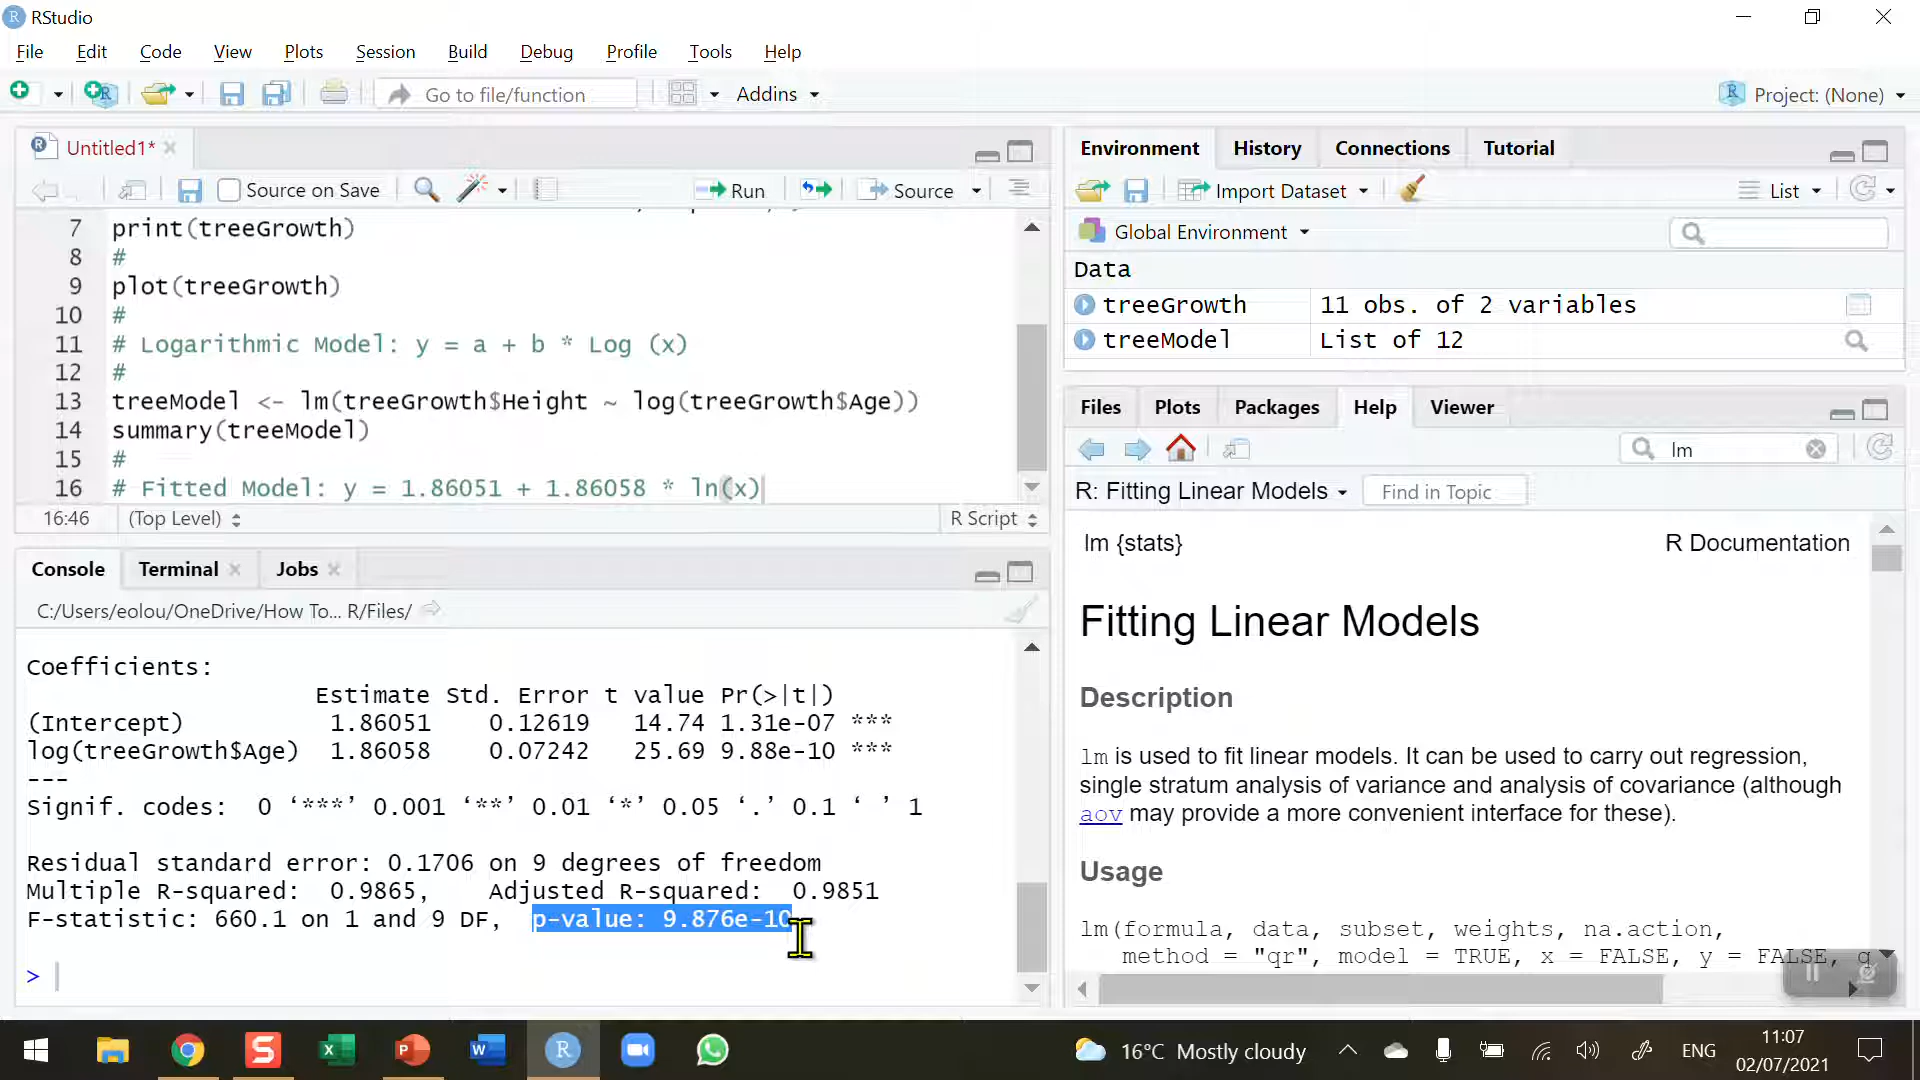 RStudio
File Edit Code View Plots Session Build Debug Profile Tools Help
Go to file/function Addins Project: (None)
Untitled1*
Source on Save Run Source
7 print(treeGrowth)
8 #
9 plot(treeGrowth)
10 #
11 # Logarithmic Model: y = a + b * Log (x)
12 #
13 treeModel <- lm(treeGrowth$Height ~ log(treeGrowth$Age))
14 summary(treeModel)
15 #
16 # Fitted Model: y = 1.86051 + 1.86058 * ln(x)
16:46 (Top Level) R Script
Console Terminal Jobs
C:/Users/eolou/OneDrive/How To... R/Files/
Coefficients:
Estimate Std. Error t value Pr(>|t|)
(Intercept) 1.86051 0.12619 14.74 1.31e-07 ***
log(treeGrowth$Age) 1.86058 0.07242 25.69 9.88e-10 ***
---
Signif. codes: 0 ‘***’ 0.001 ‘**’ 0.01 ‘*’ 0.05 ‘.’ 0.1 ‘ ’ 1
Residual standard error: 0.1706 on 9 degrees of freedom
Multiple R-squared: 0.9865, Adjusted R-squared: 0.9851
F-statistic: 660.1 on 1 and 9 DF, p-value: 9.876e-10
>
Environment History Connections Tutorial
Import Dataset List
Global Environment
Data
treeGrowth 11 obs. of 2 variables
treeModel List of 12
Files Plots Packages Help Viewer
lm
R: Fitting Linear Models Find in Topic
lm {stats} R Documentation
Fitting Linear Models
Description
lm is used to fit linear models. It can be used to carry out regression,
single stratum analysis of variance and analysis of covariance (although
aov may provide a more convenient interface for these).
Usage
lm(formula, data, subset, weights, na.action,
method = "qr", model = TRUE, x = FALSE, y = FALSE, q
16°C Mostly cloudy ENG 11:07
02/07/2021